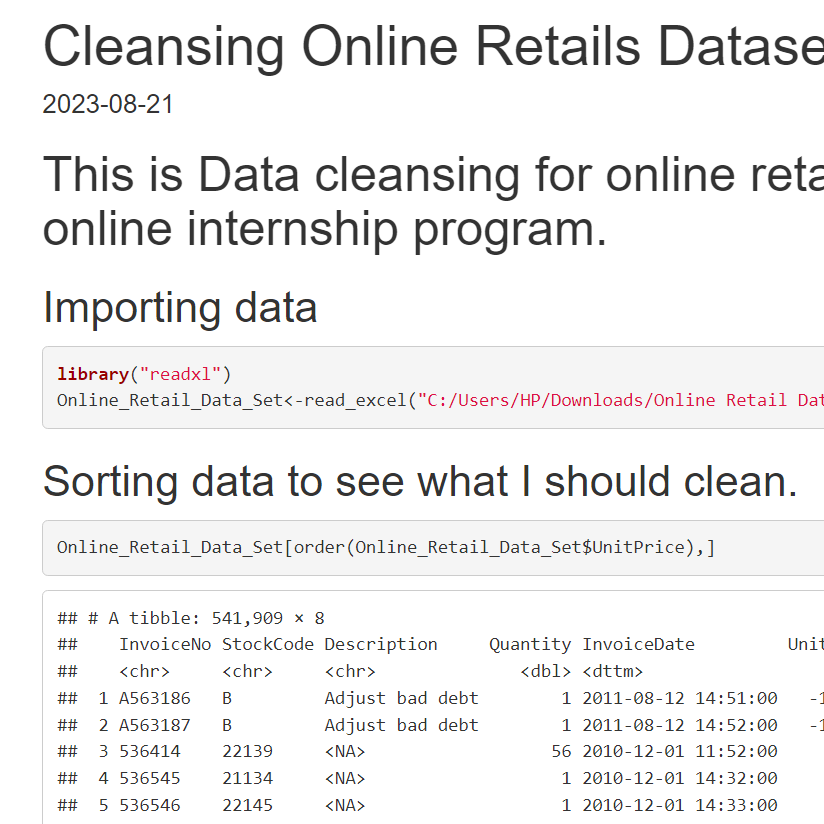 Cleansing Online Retails Datase
2023-08-21
This is Data cleansing for online reta
online internship program.
Importing data
library("readxl")
Online_Retail_Data_Set<-read_excel("C:/Users/HP/Downloads/Online Retail Dat
Sorting data to see what I should clean.
Online_Retail_Data_Set[order(Online_Retail_Data_Set$UnitPrice),]
## # A tibble: 541,909 × 8
##    InvoiceNo StockCode Description     Quantity InvoiceDate         Unit
##    <chr>     <chr>     <chr>              <dbl> <dttm>
##  1 A563186   B         Adjust bad debt        1 2011-08-12 14:51:00   -1
##  2 A563187   B         Adjust bad debt        1 2011-08-12 14:52:00   -1
##  3 536414    22139     <NA>                  56 2010-12-01 11:52:00
##  4 536545    21134     <NA>                   1 2010-12-01 14:32:00
##  5 536546    22145     <NA>                   1 2010-12-01 14:33:00